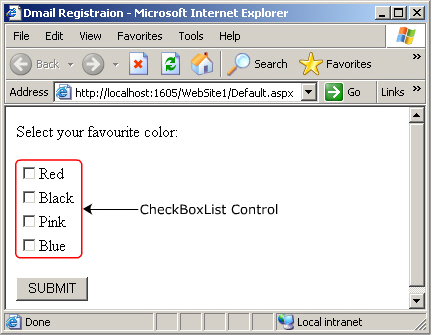 Dmail Registraion - Microsoft Internet Explorer
File Edit View Favorites Tools Help
Back Search Favorites
Address http://localhost:1605/WebSite1/Default.aspx Go Links »
Select your favourite color:
Red
Black
Pink
Blue
CheckBoxList Control
SUBMIT
Done Local intranet